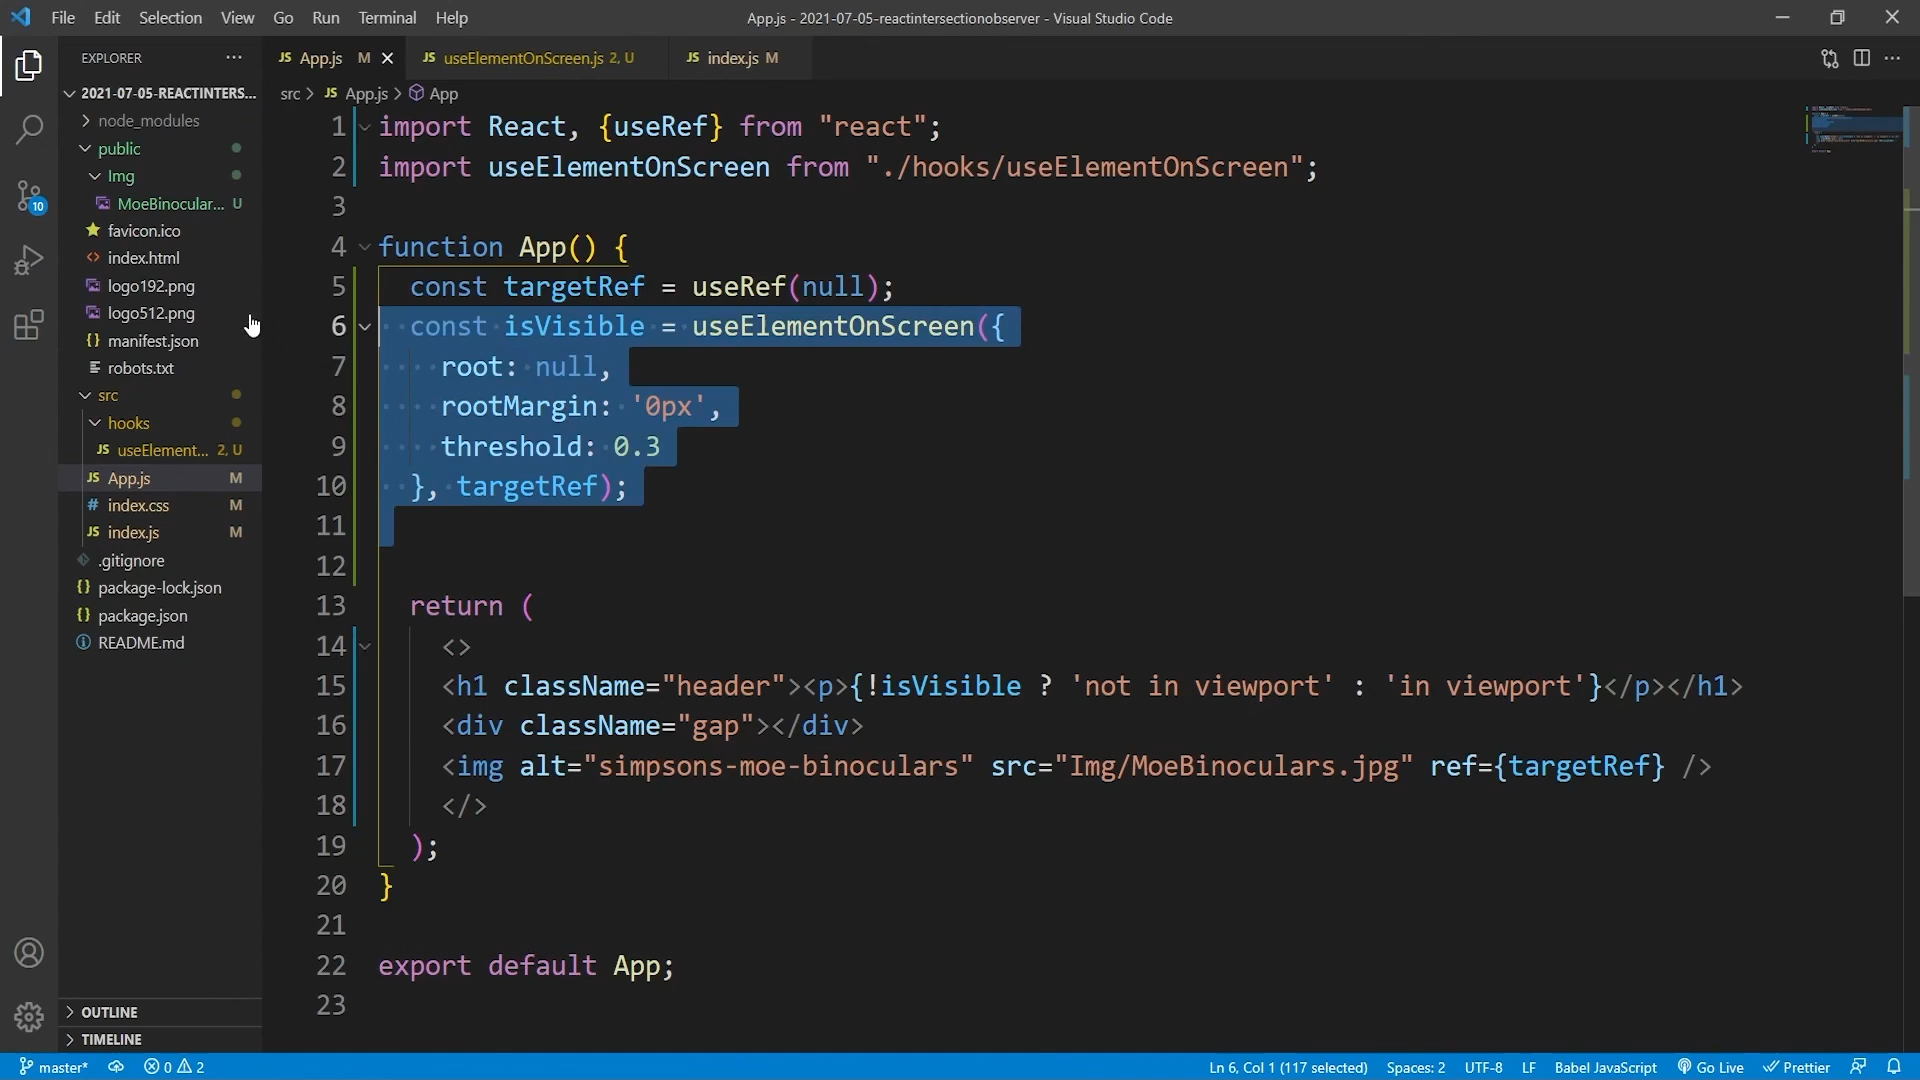 File Edit Selection View Go Run Terminal Help
App.js - 2021-07-05-reactintersectionobserver - Visual Studio Code
EXPLORER
2021-07-05-REACTINTERS...
node_modules
public
Img
MoeBinocular... U
favicon.ico
index.html
logo192.png
logo512.png
manifest.json
robots.txt
src
hooks
JS useElement... 2, U
JS App.js M
# index.css M
JS index.js M
.gitignore
{} package-lock.json
{} package.json
README.md
OUTLINE
TIMELINE
10
JS App.js M
JS useElementOnScreen.js 2, U
JS index.js M
src > JS App.js > App
1 import React, {useRef} from "react";
2 import useElementOnScreen from "./hooks/useElementOnScreen";
3
4 function App() {
5 const targetRef = useRef(null);
6 const isVisible = useElementOnScreen({
7 root: null,
8 rootMargin: '0px',
9 threshold: 0.3
10 }, targetRef);
11
12
13 return (
14 <>
15 <h1 className="header"><p>{!isVisible ? 'not in viewport' : 'in viewport'}</p></h1>
16 <div className="gap"></div>
17 <img alt="simpsons-moe-binoculars" src="Img/MoeBinoculars.jpg" ref={targetRef} />
18 </>
19 );
20 }
21
22 export default App;
23
master* 0 2
Ln 6, Col 1 (117 selected) Spaces: 2 UTF-8 LF Babel JavaScript Go Live Prettier